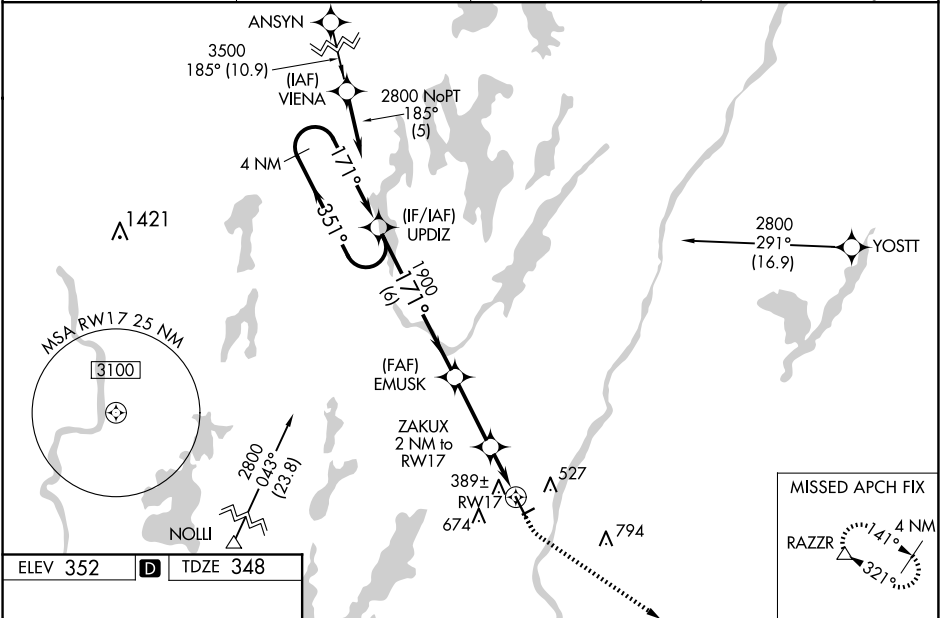 ANSYN
3500
185° (10.9)
(IAF)
VIENA
2800 NoPT
185°
(5)
4 NM
171°
351°
(IF/IAF)
UPDIZ
1421
2800
291°
(16.9)
YOSTT
1900
171°
(6)
MSA RW17 25 NM
3100
(FAF)
EMUSK
ZAKUX
2 NM to
RW17
2800
043°
(23.8)
NOLLI
389±
RW17
527
674
794
MISSED APCH FIX
4 NM
RAZZR
141°
321°
ELEV 352 D TDZE 348